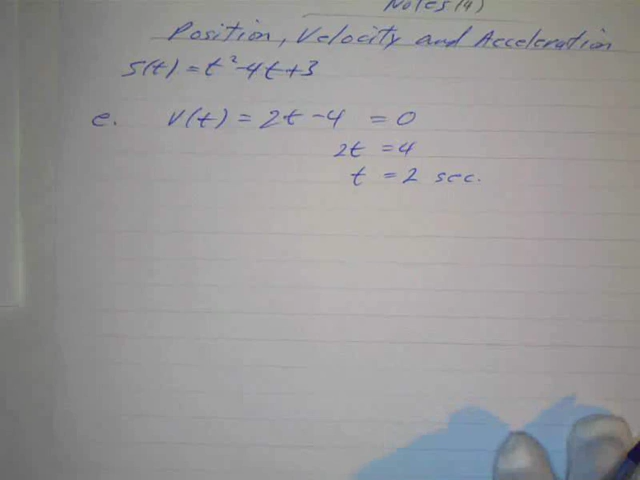 Notes (4)
Position, Velocity and Acceleration
S(t) = t²-4t+3
e. v(t) = 2t-4 = 0
2t = 4
t = 2 sec.